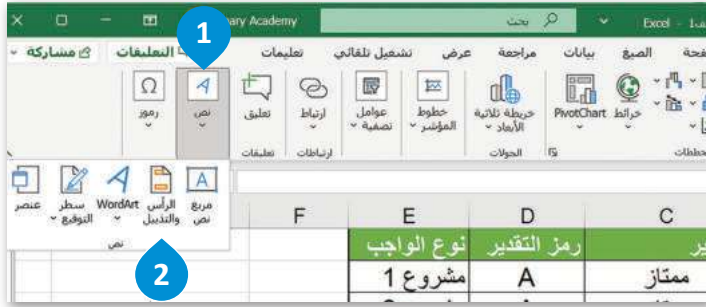 Excel
بحث
ary Academy
1
الصيغ بيانات مراجعة عرض تشغيل تلقائي تعليمات التعليقات مشاركة
خرائط PivotChart خريطة ثلاثية الأبعاد خطوط المؤشر عوامل تصفية ارتباط تعليق نص رموز
الجولات ارتباطات تعليقات
مربع نص الرأس والتذييل WordArt سطر التوقيع عنصر
نص
2
C D E F
رمز التقدير نوع الواجب
ممتاز A مشروع 1